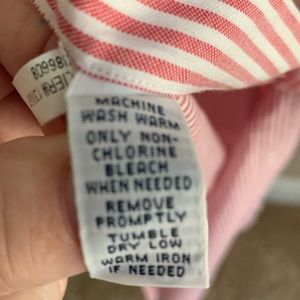 MACHINE
WASH WARM
ONLY NON-
CHLORINE
BLEACH
WHEN NEEDED
REMOVE
PROMPTLY
TUMBLE
DRY LOW
WARM IRON
IF NEEDED